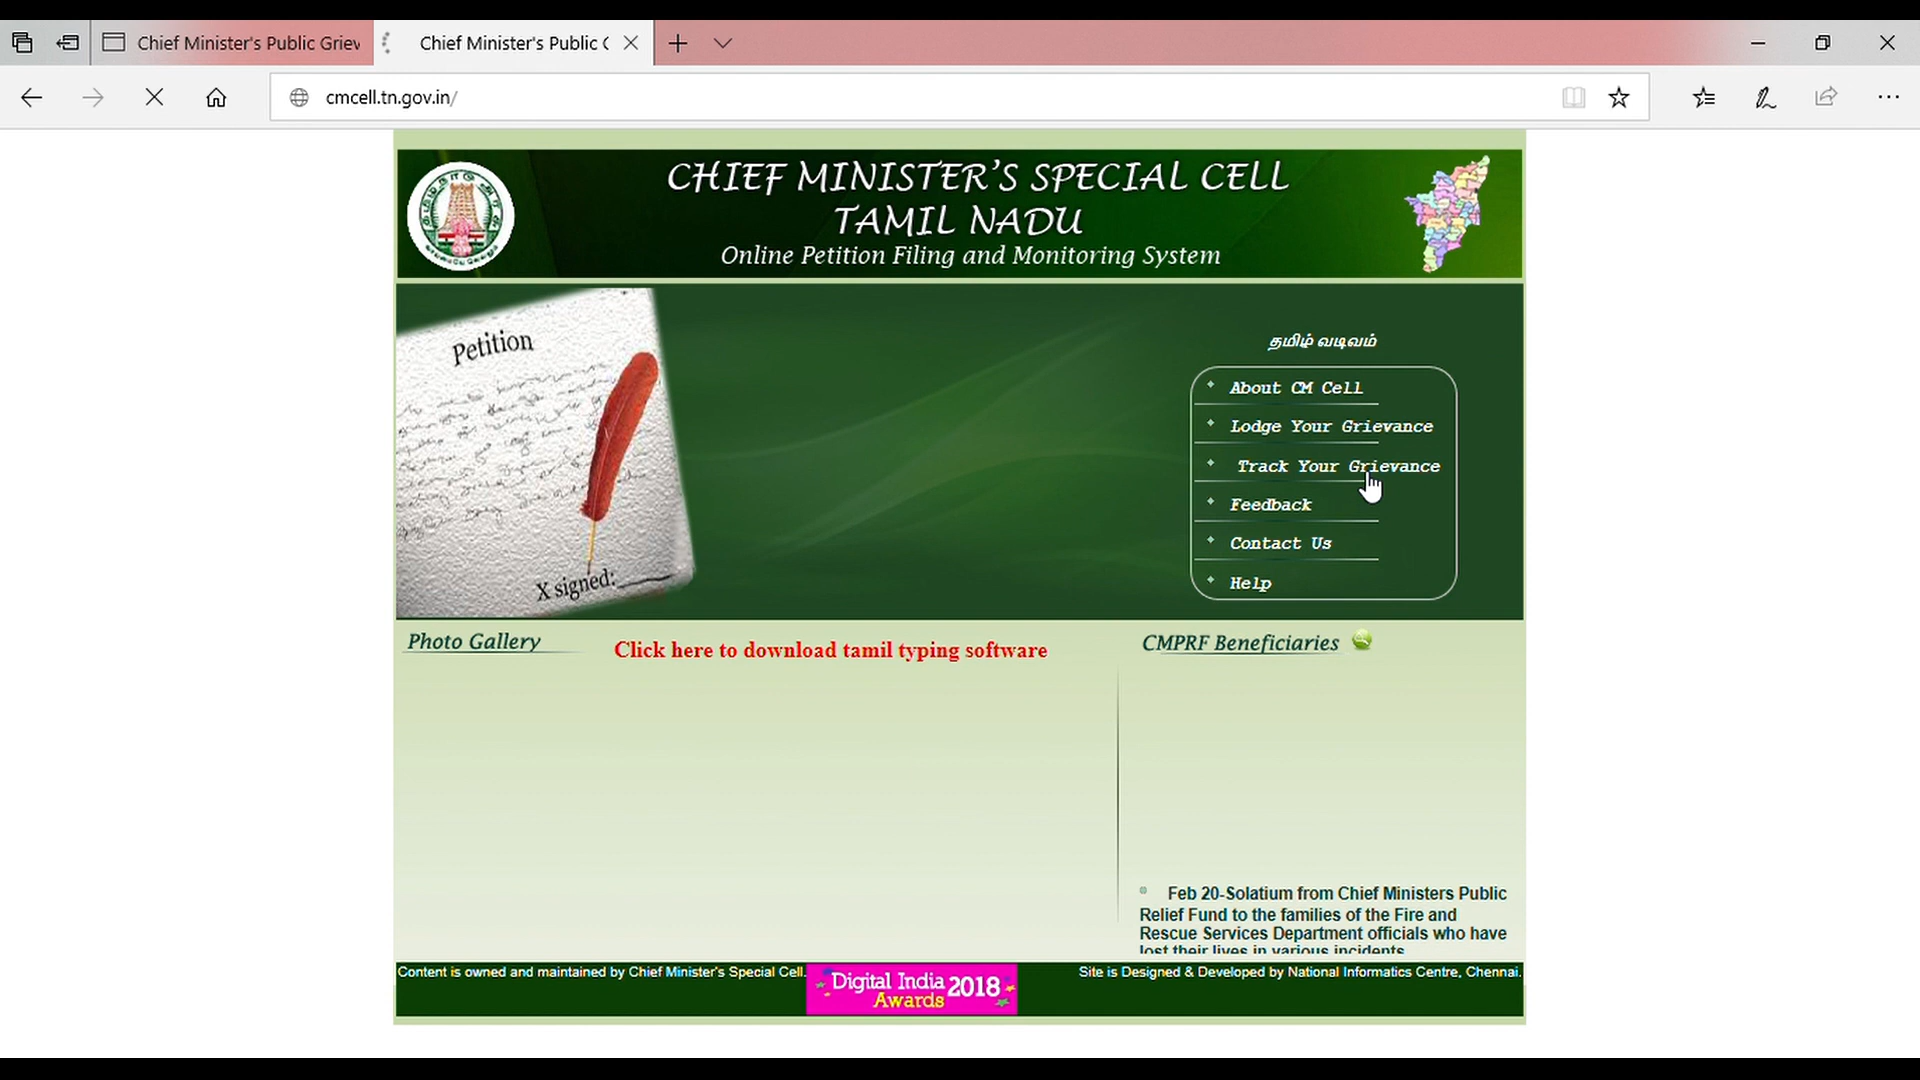 Chief Minister's Public Griev
Chief Minister's Public G
cmcell.tn.gov.in/
CHIEF MINISTER'S SPECIAL CELL
TAMIL NADU
Online Petition Filing and Monitoring System
Petition
X signed:
தமிழ் வடிவம்
About CM Cell
Lodge Your Grievance
Track Your Grievance
Feedback
Contact Us
Help
Photo Gallery
Click here to download tamil typing software
CMPRF Beneficiaries
Feb 20-Solatium from Chief Ministers Public
Relief Fund to the families of the Fire and
Rescue Services Department officials who have
lost their lives in various incidents
Content is owned and maintained by Chief Minister's Special Cell.
Digital India 2018
Awards
Site is Designed & Developed by National Informatics Centre, Chennai.